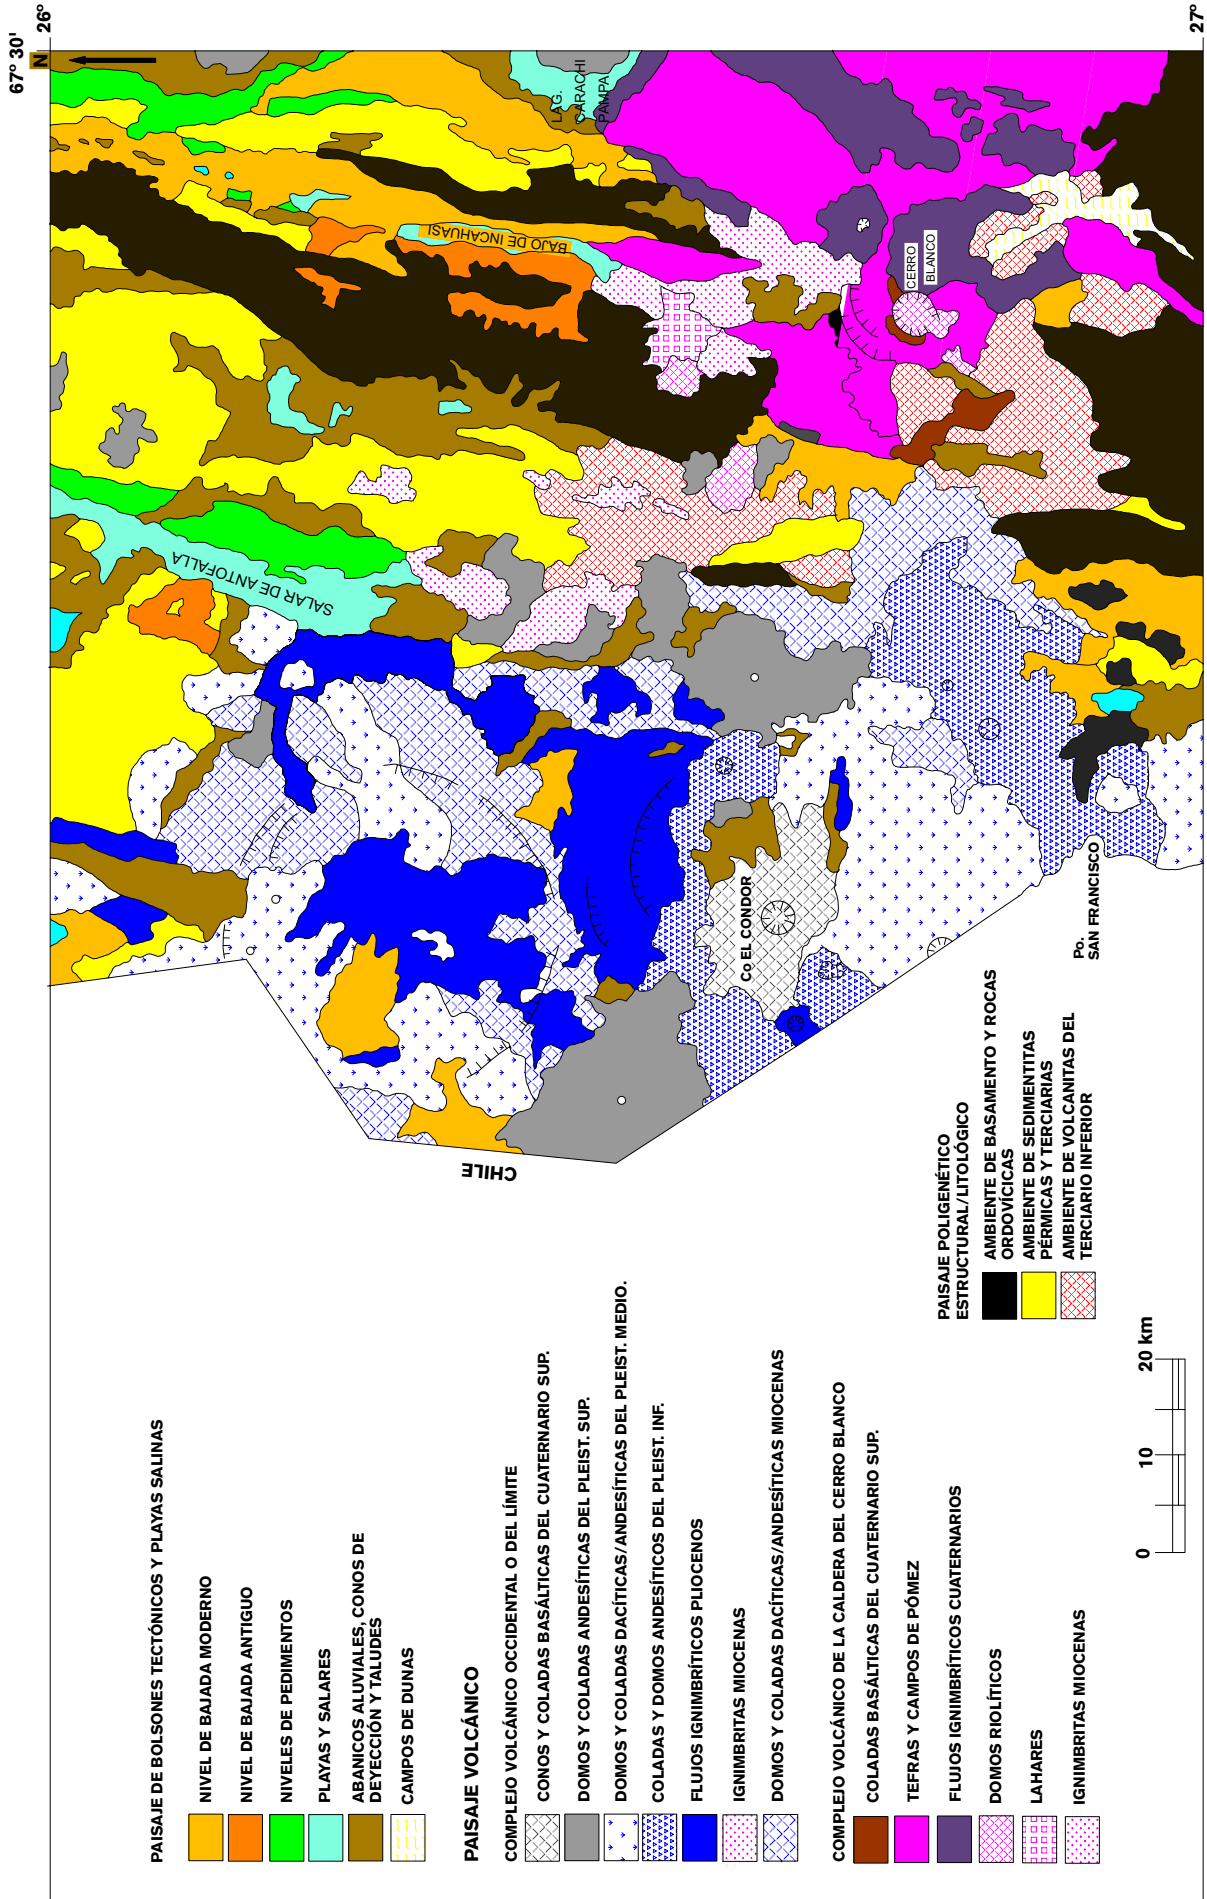 67º 30'
26º
N
27º
LAG.
CARACHI
PAMPA
BAJO DE INCAHUASI
SALAR DE ANTOFALLA
CERRO
BLANCO
Co EL CONDOR
Po.
SAN FRANCISCO
CHILE
PAISAJE DE BOLSONES TECTÓNICOS Y PLAYAS SALINAS
NIVEL DE BAJADA MODERNO
NIVEL DE BAJADA ANTIGUO
NIVELES DE PEDIMENTOS
PLAYAS Y SALARES
ABANICOS ALUVIALES, CONOS DE
DEYECCIÓN Y TALUDES
CAMPOS DE DUNAS
PAISAJE VOLCÁNICO
COMPLEJO VOLCÁNICO OCCIDENTAL O DEL LÍMITE
CONOS Y COLADAS BASÁLTICAS DEL CUATERNARIO SUP.
DOMOS Y COLADAS ANDESÍTICAS DEL PLEIST. SUP.
DOMOS Y COLADAS DACÍTICAS/ANDESÍTICAS DEL PLEIST. MEDIO.
COLADAS Y DOMOS ANDESÍTICOS DEL PLEIST. INF.
FLUJOS IGNIMBRÍTICOS PLIOCENOS
IGNIMBRITAS MIOCENAS
DOMOS Y COLADAS DACÍTICAS/ANDESÍTICAS MIOCENAS
COMPLEJO VOLCÁNICO DE LA CALDERA DEL CERRO BLANCO
COLADAS BASÁLTICAS DEL CUATERNARIO SUP.
TEFRAS Y CAMPOS DE PÓMEZ
FLUJOS IGNIMBRÍTICOS CUATERNARIOS
DOMOS RIOLÍTICOS
LAHARES
IGNIMBRITAS MIOCENAS
PAISAJE POLIGENÉTICO
ESTRUCTURAL/LITOLÓGICO
AMBIENTE DE BASAMENTO Y ROCAS
ORDOVÍCICAS
AMBIENTE DE SEDIMENTITAS
PÉRMICAS Y TERCIARIAS
AMBIENTE DE VOLCANITAS DEL
TERCIARIO INFERIOR
0
10
20 km